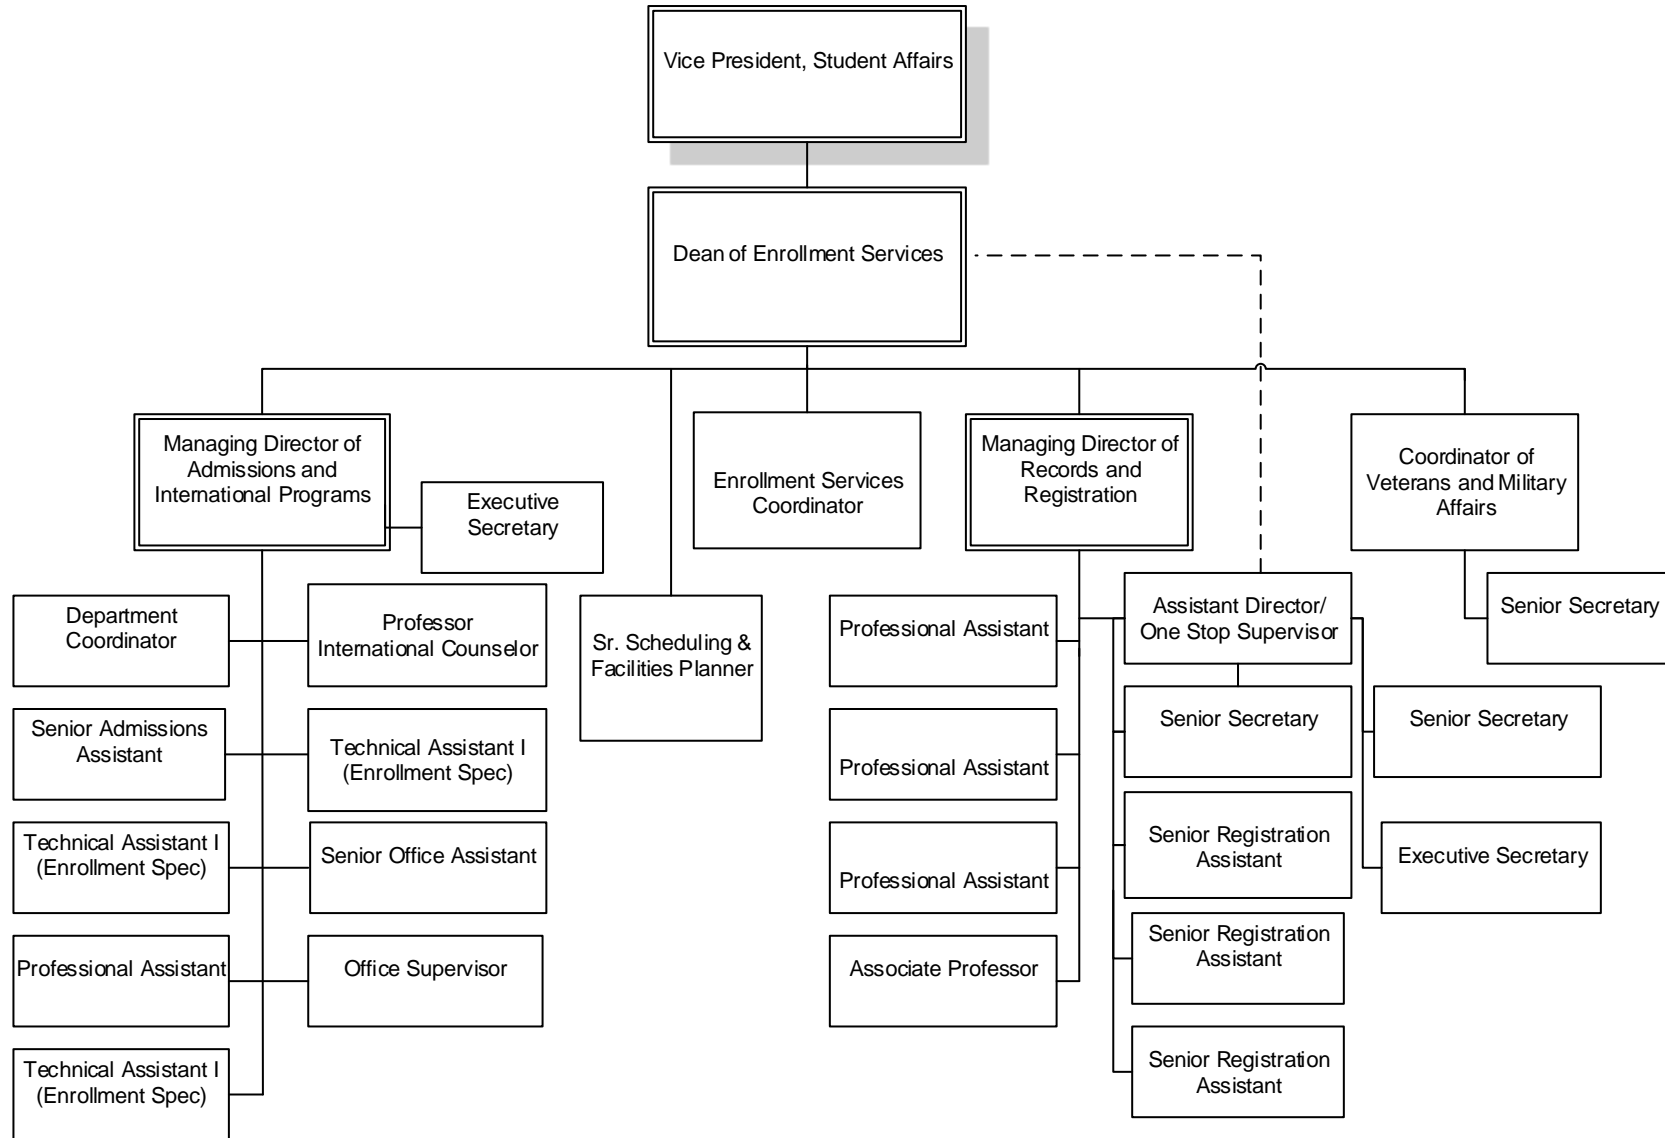 Vice President, Student Affairs
Dean of Enrollment Services
Managing Director of
Admissions and
International Programs
Executive
Secretary
Enrollment Services
Coordinator
Managing Director of
Records and
Registration
Coordinator of
Veterans and Military
Affairs
Department
Coordinator
Professor
International Counselor
Sr. Scheduling &
Facilities Planner
Professional Assistant
Assistant Director/
One Stop Supervisor
Senior Secretary
Senior Admissions
Assistant
Technical Assistant I
(Enrollment Spec)
Professional Assistant
Senior Secretary
Senior Secretary
Technical Assistant I
(Enrollment Spec)
Senior Office Assistant
Professional Assistant
Senior Registration
Assistant
Executive Secretary
Professional Assistant
Office Supervisor
Associate Professor
Senior Registration
Assistant
Technical Assistant I
(Enrollment Spec)
Senior Registration
Assistant